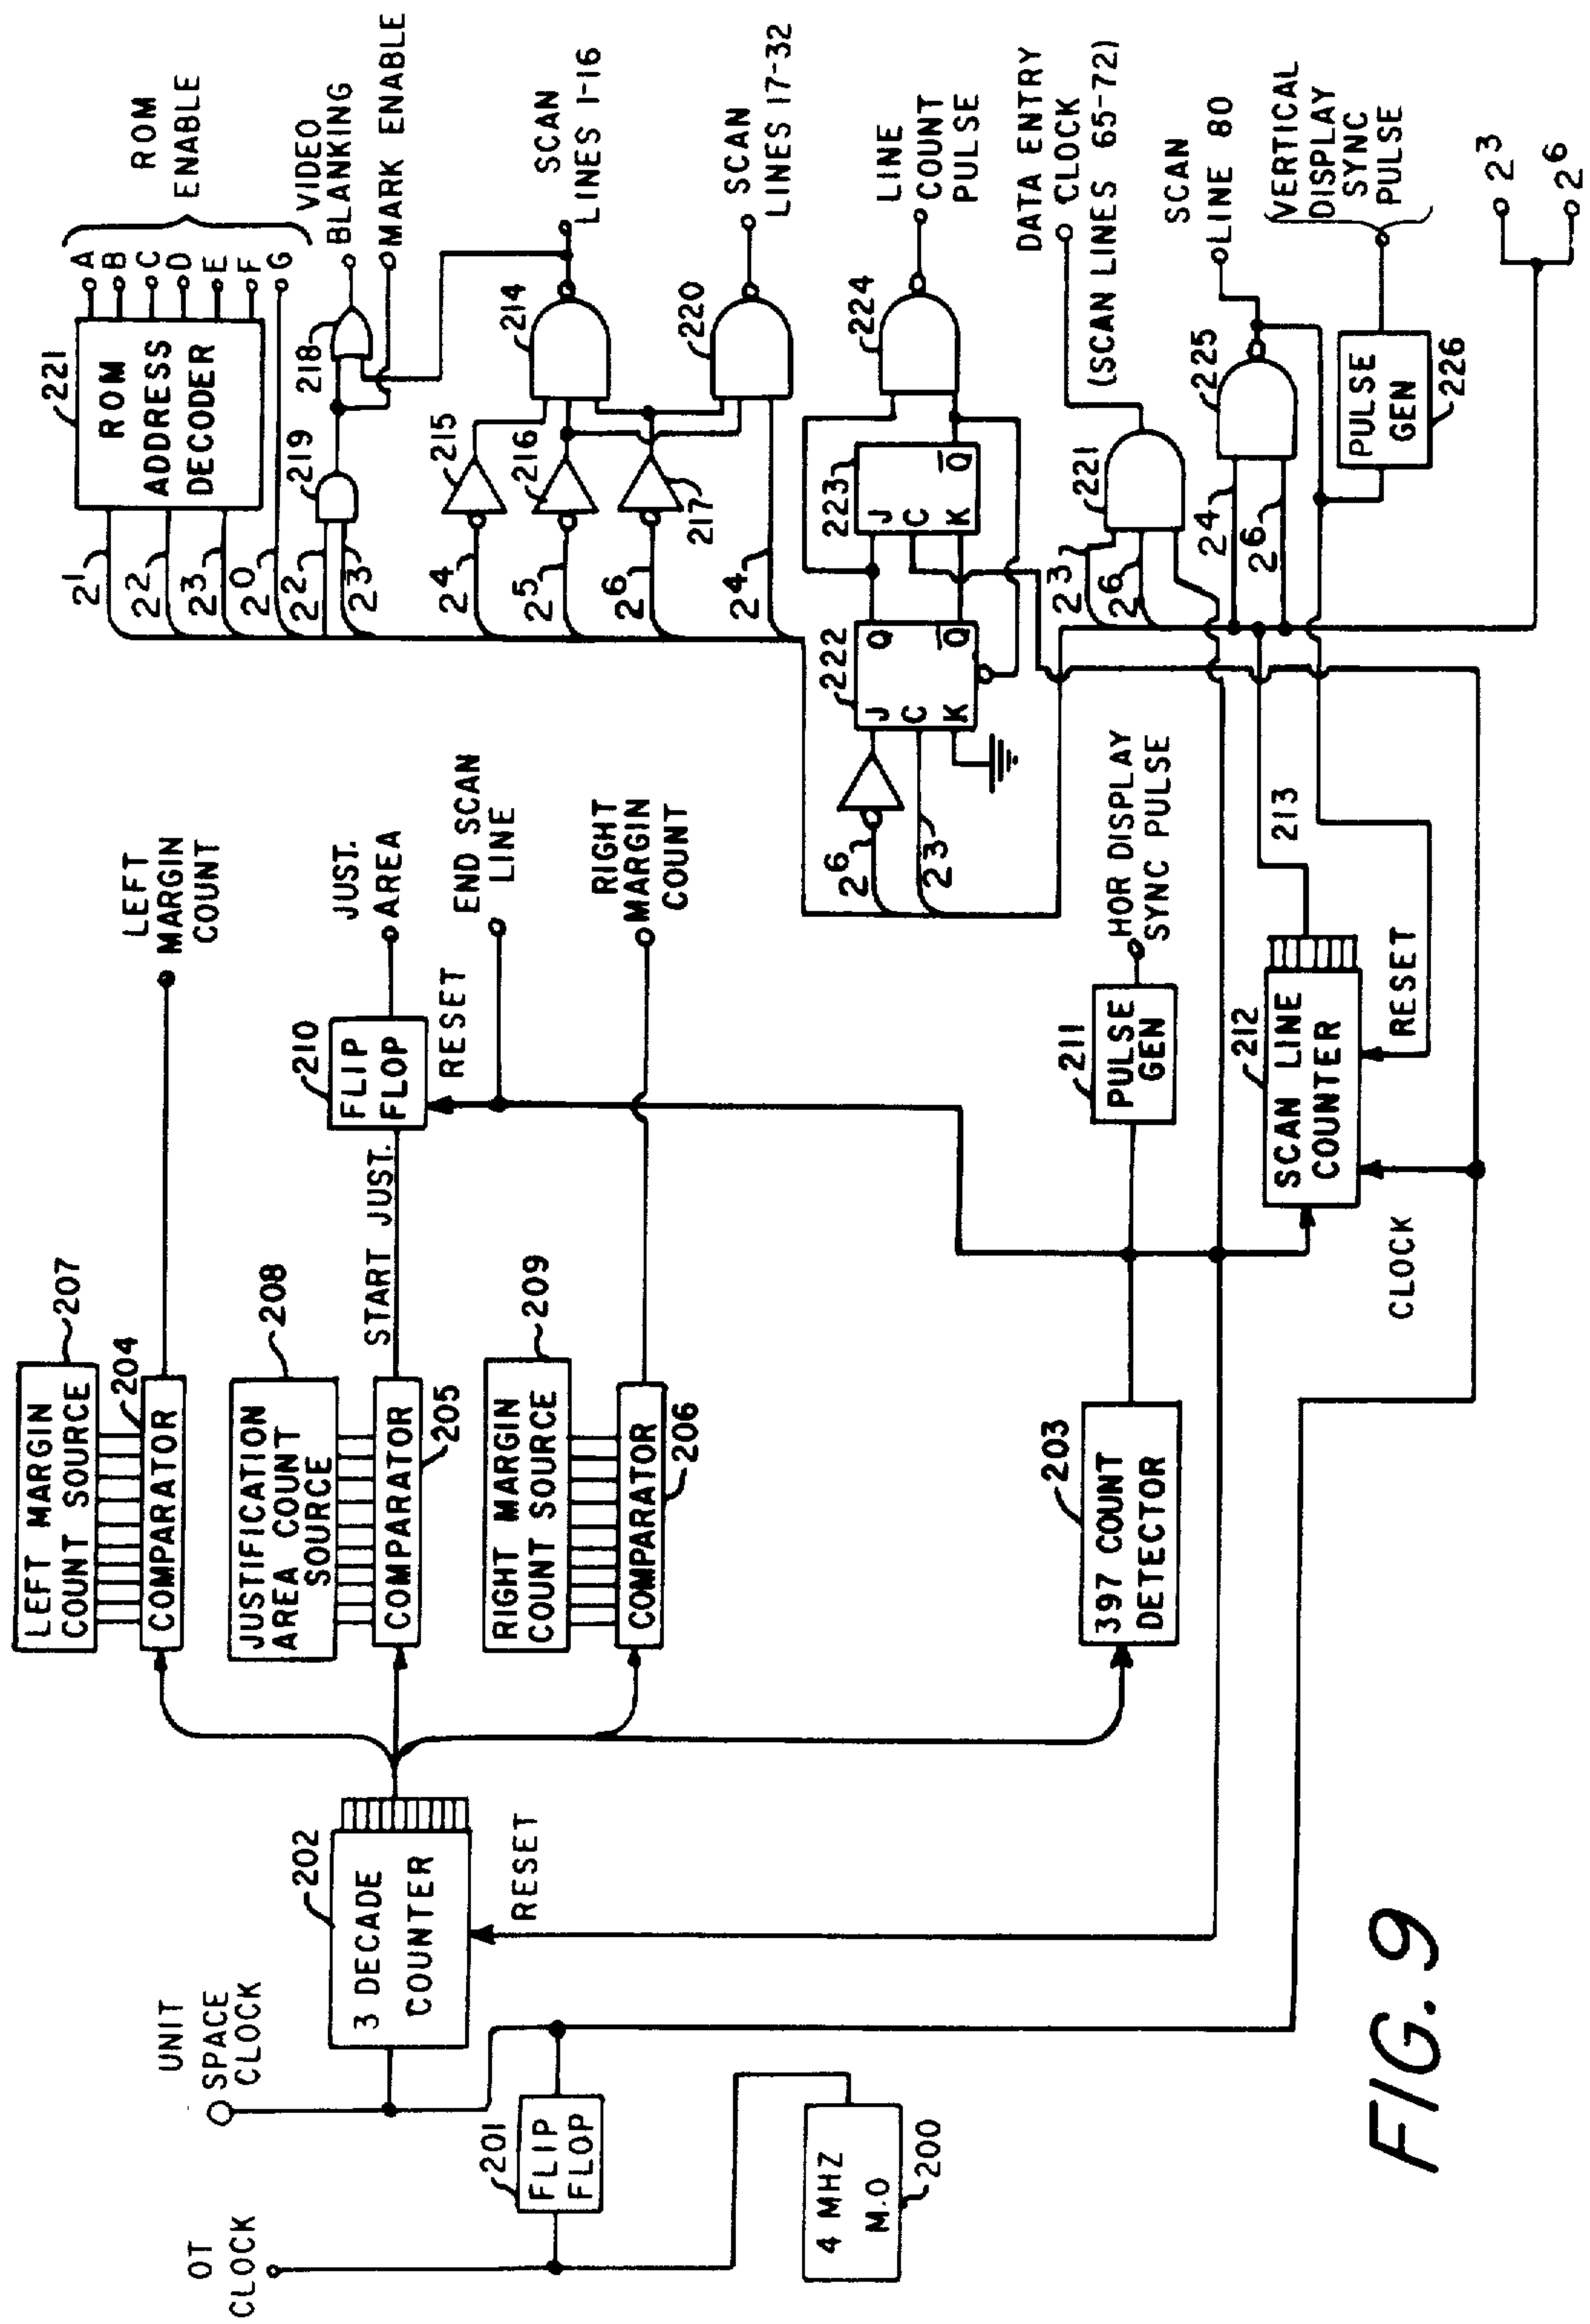 OT
CLOCK
UNIT
SPACE
CLOCK
4 MHZ
M.O
200
201
FLIP
FLOP
202
3 DECADE
COUNTER
RESET
LEFT MARGIN
COUNT SOURCE
207
204
COMPARATOR
LEFT
MARGIN
COUNT
JUSTIFICATION
AREA COUNT
SOURCE
208
COMPARATOR
205
START JUST.
210
FLIP
FLOP
RESET
JUST.
AREA
END SCAN
LINE
RIGHT MARGIN
COUNT SOURCE
209
COMPARATOR
206
RIGHT
MARGIN
COUNT
203
397 COUNT
DETECTOR
211
PULSE
GEN
HOR DISPLAY
SYNC PULSE
212
SCAN LINE
COUNTER
CLOCK
RESET
213
221
ROM
ADDRESS
DECODER
2¹
2²
2³
2⁰
A
B
C
D
E
F
G
ROM
ENABLE
2²
2³
219
218
VIDEO
BLANKING
MARK ENABLE
2⁴
2⁵
2⁶
2⁴
215
216
217
214
SCAN
LINES 1-16
220
SCAN
LINES 17-32
2⁶
2³
222
J
C
K
Q
Q̅
223
J
C
K
Q̅
224
LINE
COUNT
PULSE
2³
2⁶
221
DATA ENTRY
CLOCK
(SCAN LINES 65-72)
2⁴
2⁶
225
SCAN
LINE 80
PULSE
GEN
226
VERTICAL
DISPLAY
SYNC
PULSE
2³
2⁶
FIG. 9